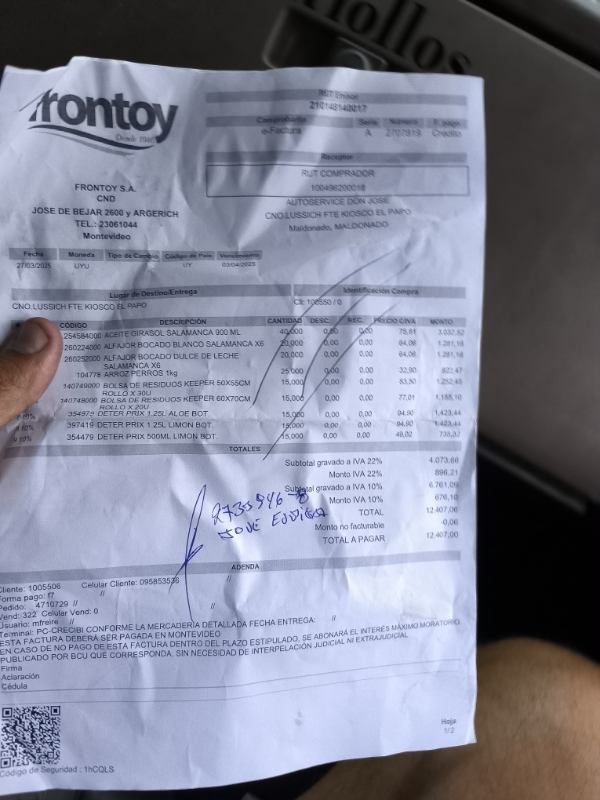 Hollos
frontoy
Desde
FRONTOY S.A.
CND
JOSE DE BEJAR 2600 y ARGERICH
TEL.: 23061044
Montevideo
RUT Emisor
210148140017
Comprobante Serie Número F. pago
e-Factura A 2707819 Crédito
Receptor
RUT COMPRADOR
100496200018
AUTOSERVICE DON JOSE
CNO.LUSSICH FTE KIOSCO EL PAPO
Maldonado, MALDONADO
Fecha Moneda Tipo de Cambio Código de País Vencimiento
27/03/2025 UYU UY 03/04/2025
Lugar de Destino/Entrega Identificación Compra
CNO LUSSICH FTE KIOSCO EL PAPO Cli: 100550 / 0
CÓDIGO DESCRIPCIÓN CANTIDAD DESC. REC. PRECIO C/IVA MONTO
254584000 ACEITE GIRASOL SALAMANCA 900 ML 40,000 0,00 0,00 75,81 3.032,52
260224000 ALFAJOR BOCADO BLANCO SALAMANCA X6 20,000 0,00 0,00 64,08 1.281,16
260252000 ALFAJOR BOCADO DULCE DE LECHE 20,000 0,00 0,00 64,08 1.281,16
SALAMANCA X6
104778 ARROZ PERROS 1kg 25,000 0,00 0,00 32,90 822,47
140749000 BOLSA DE RESIDUOS KEEPER 50X55CM 15,000 0,00 0,00 83,50 1.252,45
ROLLO X 30U
140748000 BOLSA DE RESIDUOS KEEPER 60X70CM 15,000 0,00 0,00 77,01 1.155,10
ROLLO X 20U
354979 DETER PRIX 1.25L ALOE BOT. 15,000 0,00 0,00 94,90 1.423,44
397419 DETER PRIX 1.25L LIMON BOT. 15,000 0,00 0,00 94,90 1.423,44
354479 DETER PRIX 500ML LIMON BOT. 15,000 0,00 0,00 49,02 735,32
TOTALES
Subtotal gravado a IVA 22% 4.073,68
Monto IVA 22% 896,21
Subtotal gravado a IVA 10% 6.761,09
Monto IVA 10% 676,10
TOTAL 12.407,06
Monto no facturable -0,06
TOTAL A PAGAR 12.407,00
ADENDA
Cliente: 1005506 Celular Cliente: 095853536 //
Forma pago: f7 //
Pedido: 4710729 //
Vend: 322 Celular Vend: 0 //
Usuario: mfreire //
Terminal: PC-CRECIBI CONFORME LA MERCADERÍA DETALLADA FECHA ENTREGA: //
ESTA FACTURA DEBERA SER PAGADA EN MONTEVIDEO
EN CASO DE NO PAGO DE ESTA FACTURA DENTRO DEL PLAZO ESTIPULADO, SE ABONARÁ EL INTERÉS MÁXIMO MORATORIO
PUBLICADO POR BCU QUE CORRESPONDA, SIN NECESIDAD DE INTERPELACIÓN JUDICIAL NI EXTRAJUDICIAL
Firma
Aclaración
Cédula
Código de Seguridad : 1hCQLS
Hoja
1/2